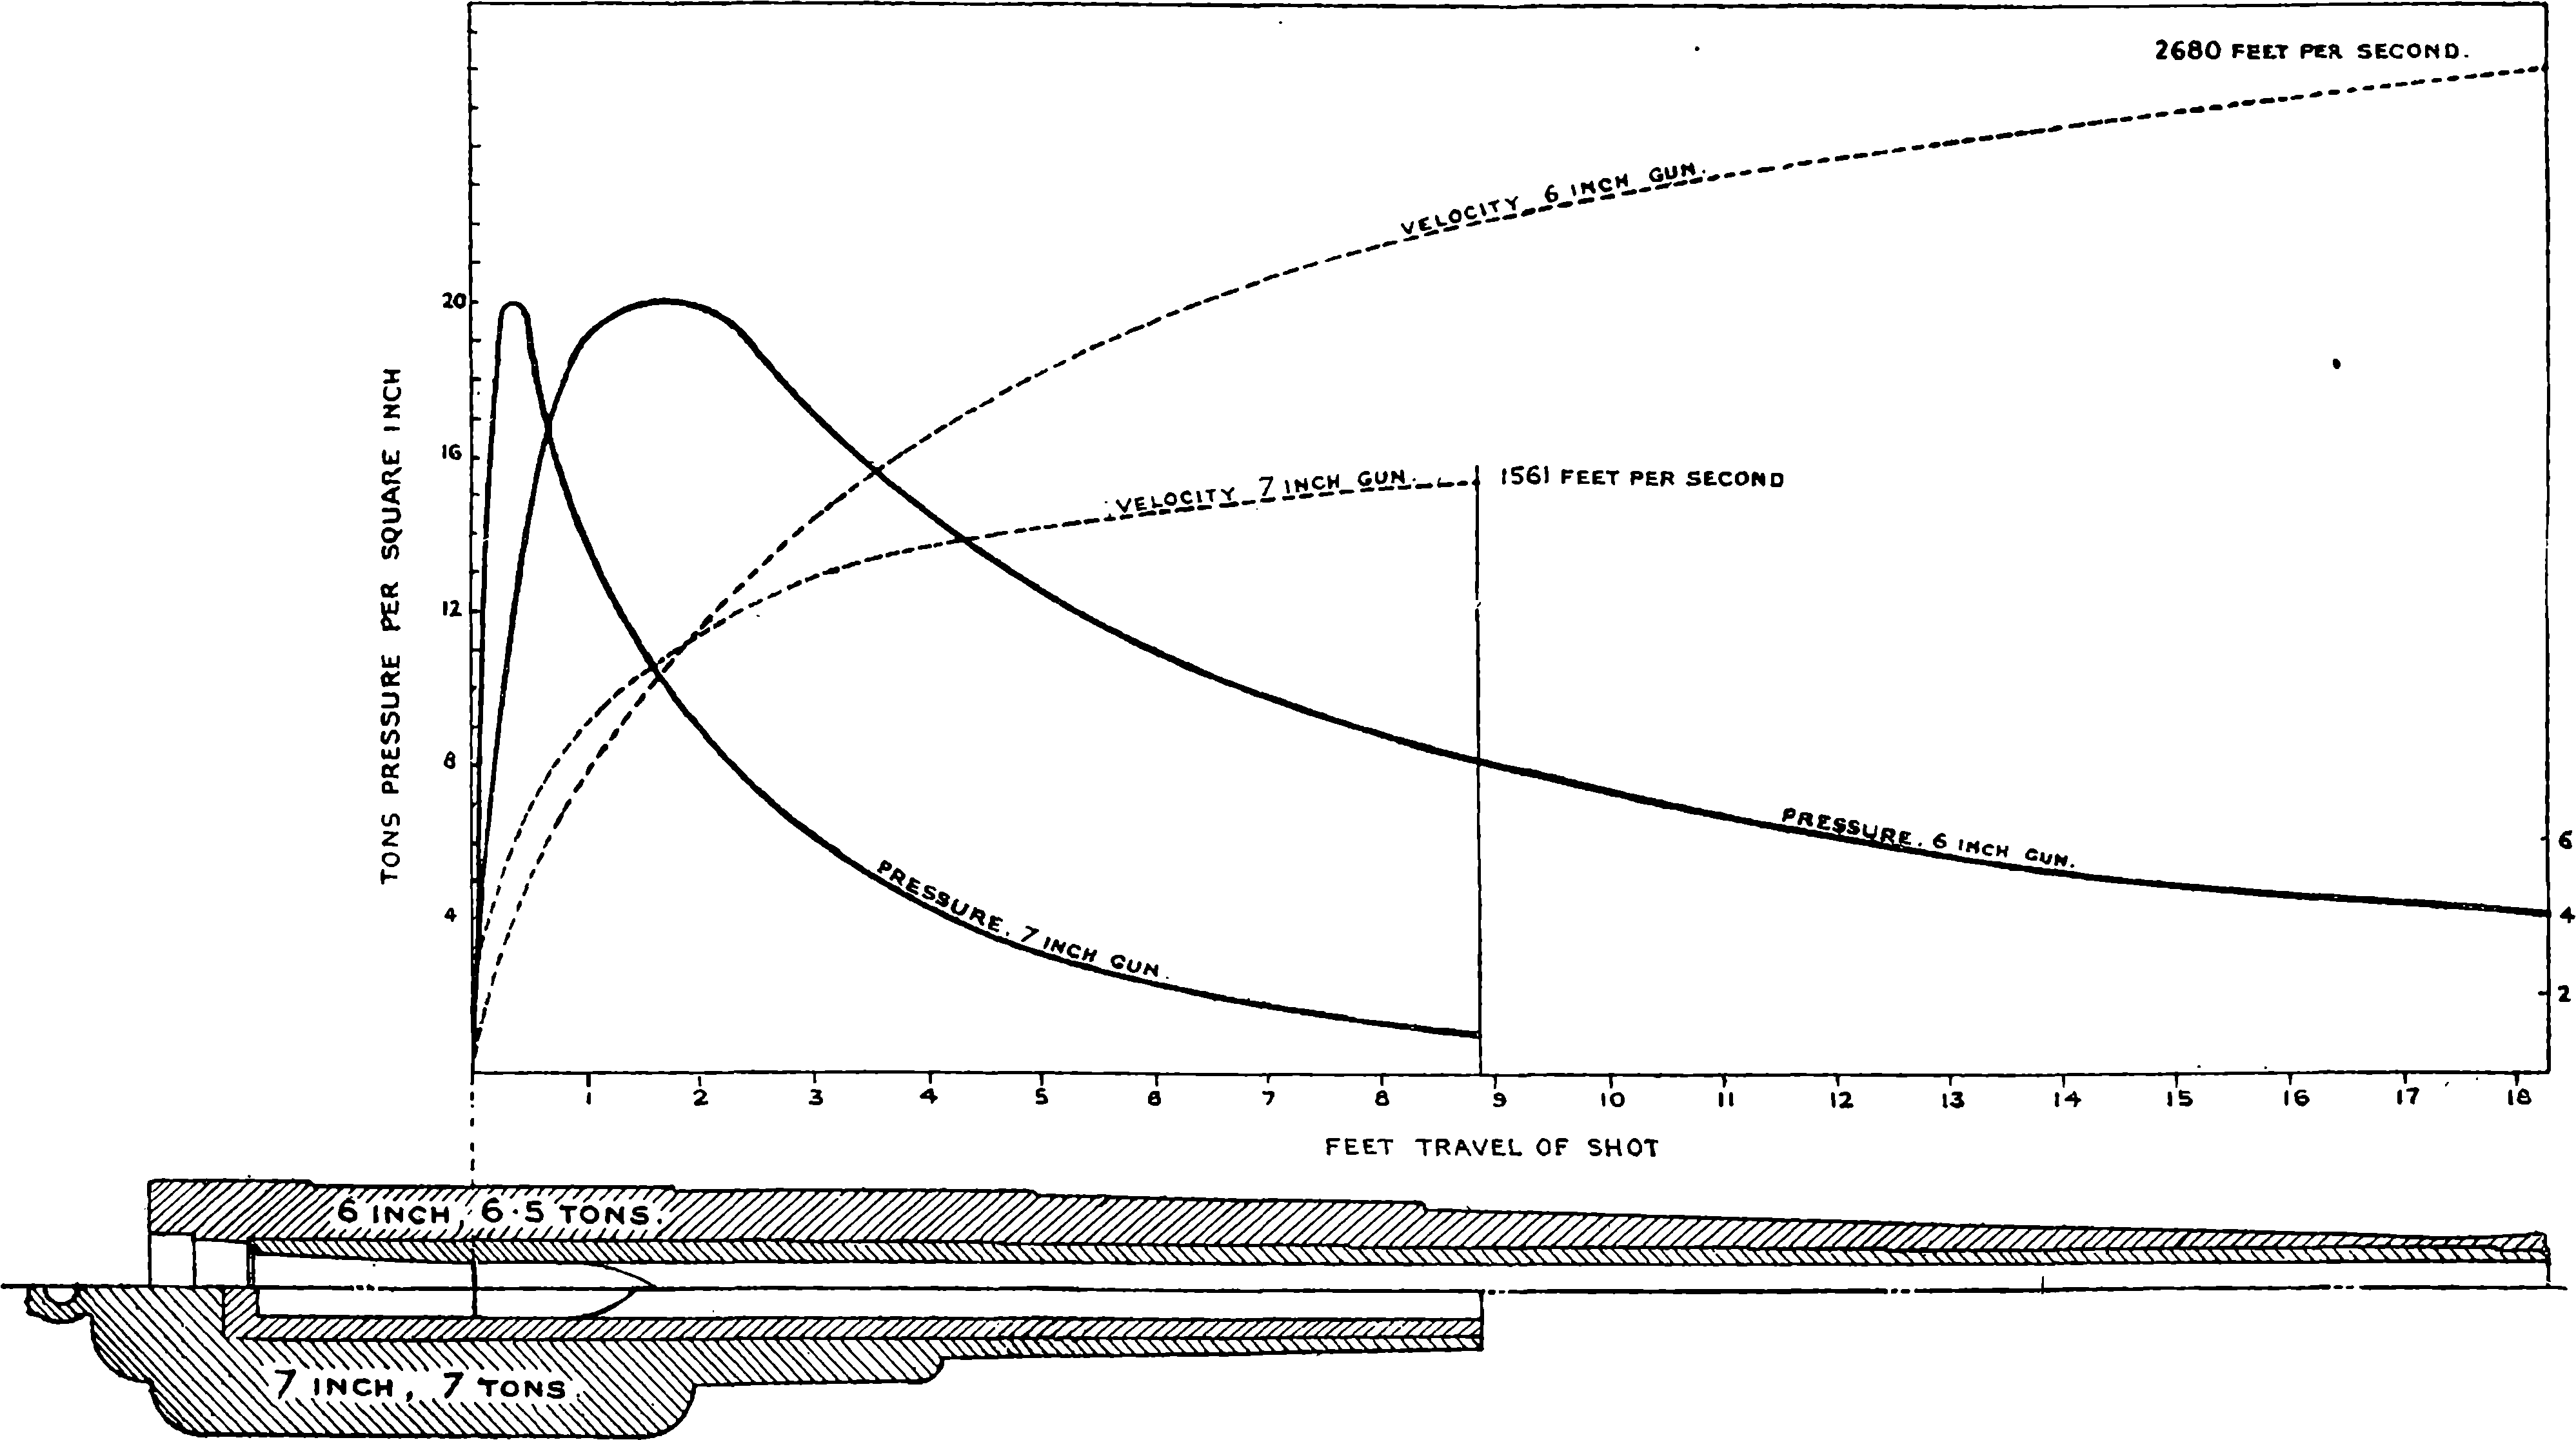 2680 FEET PER SECOND.
VELOCITY 6 INCH GUN.
20
16
12
8
4
TONS PRESSURE PER SQUARE INCH
VELOCITY 7 INCH GUN.
1561 FEET PER SECOND
PRESSURE. 6 INCH GUN.
PRESSURE. 7 INCH GUN.
6
4
2
1 2 3 4 5 6 7 8 9 10 11 12 13 14 15 16 17 18
FEET TRAVEL OF SHOT
6 INCH, 6·5 TONS.
7 INCH, 7 TONS.